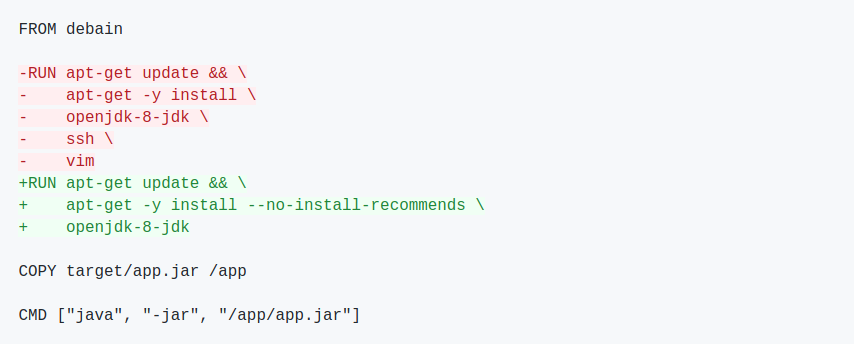 FROM debain
-RUN apt-get update && \
-    apt-get -y install \
-    openjdk-8-jdk \
-    ssh \
-    vim
+RUN apt-get update && \
+    apt-get -y install --no-install-recommends \
+    openjdk-8-jdk
COPY target/app.jar /app
CMD ["java", "-jar", "/app/app.jar"]